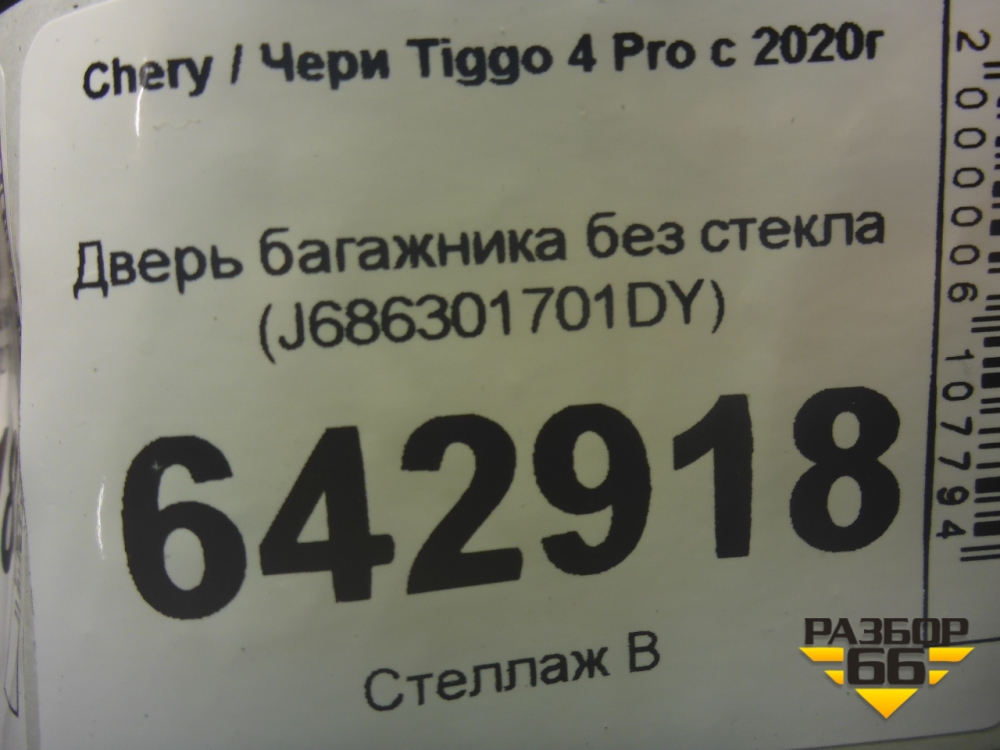 Chery / Чери Tiggo 4 Pro с 2020г
Дверь багажника без стекла
(J686301701DY)
642918
Стеллаж В
2000006107794
РАЗБОР
66